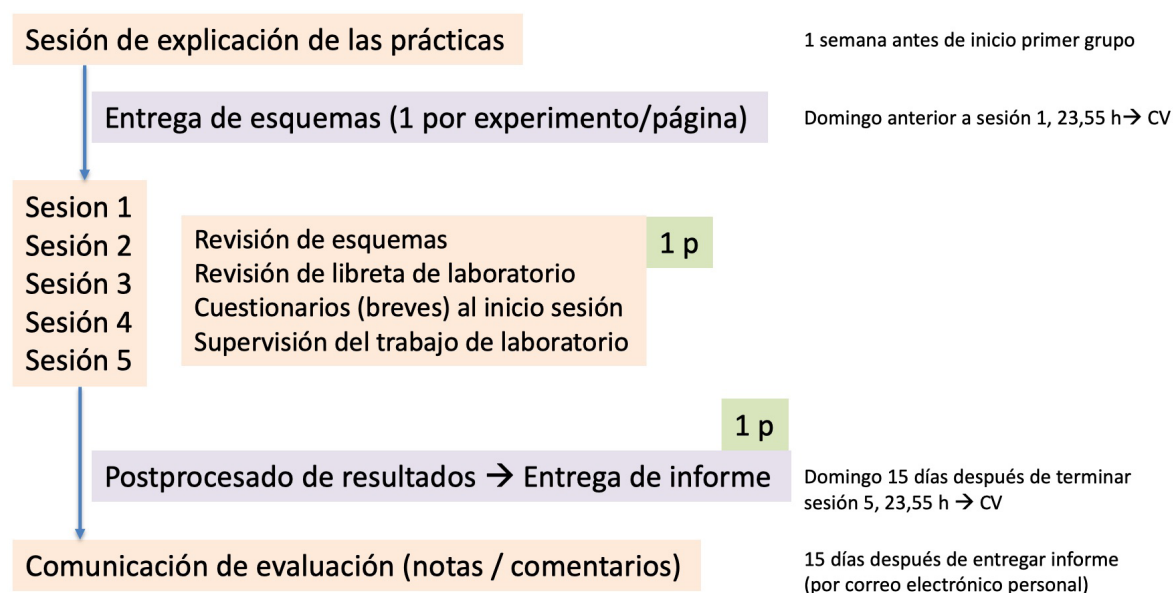 Sesión de explicación de las prácticas
1 semana antes de inicio primer grupo
Entrega de esquemas (1 por experimento/página)
Domingo anterior a sesión 1, 23,55 h→ CV
Sesion 1
Sesión 2
Sesión 3
Sesión 4
Sesión 5
Revisión de esquemas
Revisión de libreta de laboratorio
Cuestionarios (breves) al inicio sesión
Supervisión del trabajo de laboratorio
1 p
1 p
Postprocesado de resultados → Entrega de informe
Domingo 15 días después de terminar
sesión 5, 23,55 h → CV
Comunicación de evaluación (notas / comentarios)
15 días después de entregar informe
(por correo electrónico personal)